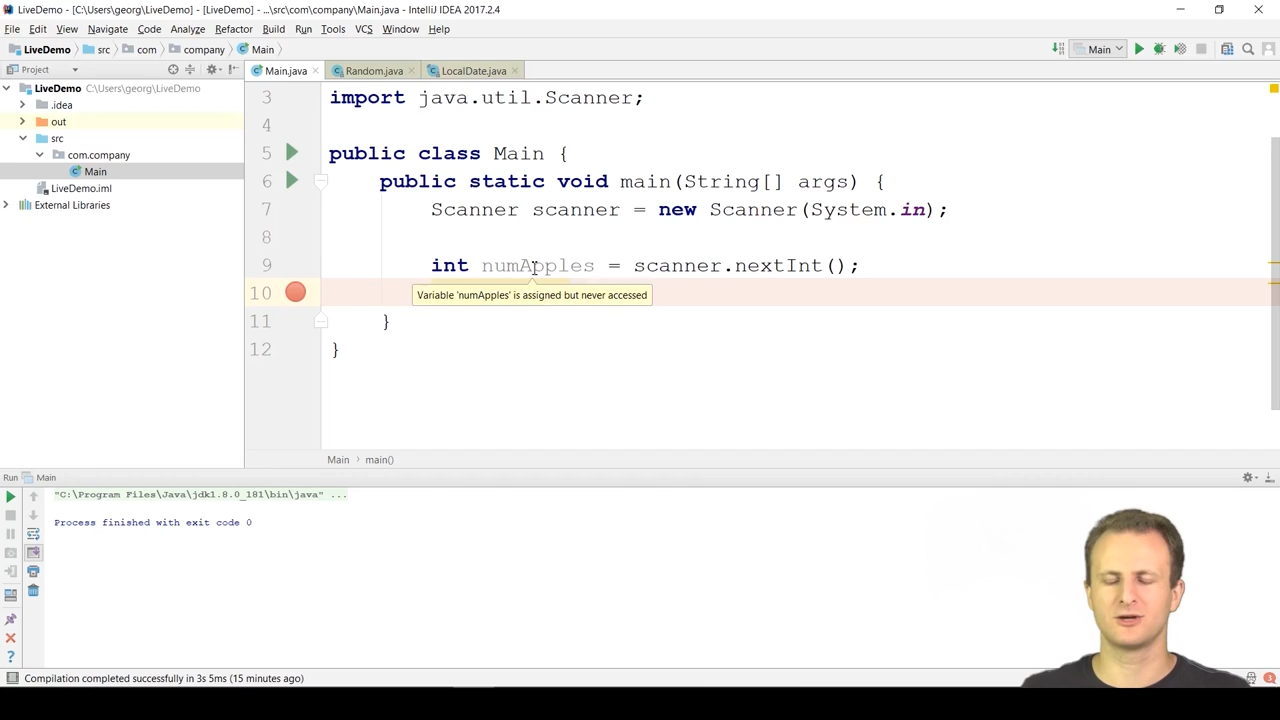 LiveDemo - [C:\Users\georg\LiveDemo] - [LiveDemo] - ...\src\com\company\Main.java - IntelliJ IDEA 2017.2.4
File Edit View Navigate Code Analyze Refactor Build Run Tools VCS Window Help
LiveDemo src com company Main Main
Project Main.java Random.java LocalDate.java
LiveDemo C:\Users\georg\LiveDemo
.idea
out
src
com.company
Main
LiveDemo.iml
External Libraries
3 import java.util.Scanner;
4
5 public class Main {
6 public static void main(String[] args) {
7 Scanner scanner = new Scanner(System.in);
8
9 int numApples = scanner.nextInt();
10
Variable 'numApples' is assigned but never accessed
11 }
12 }
Main main()
Run Main
"C:\Program Files\Java\jdk1.8.0_181\bin\java" ...
Process finished with exit code 0
Compilation completed successfully in 3s 5ms (15 minutes ago) 3